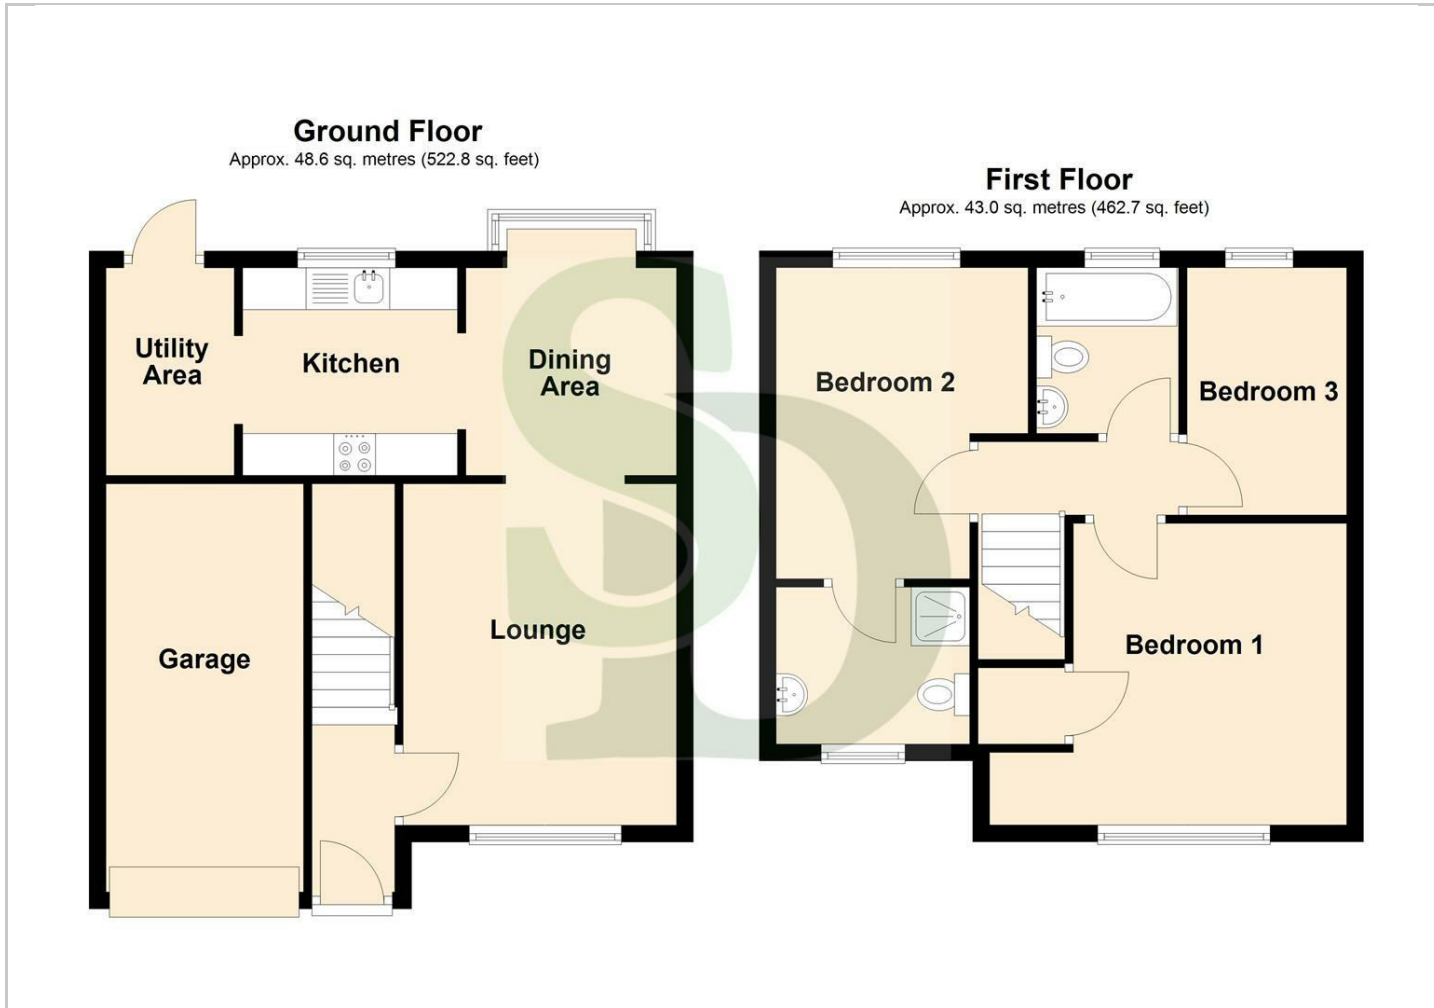 Ground Floor
Approx. 48.6 sq. metres (522.8 sq. feet)
First Floor
Approx. 43.0 sq. metres (462.7 sq. feet)
Utility
Area
Kitchen
Dining
Area
Garage
Lounge
Bedroom 2
Bedroom 3
Bedroom 1
SD